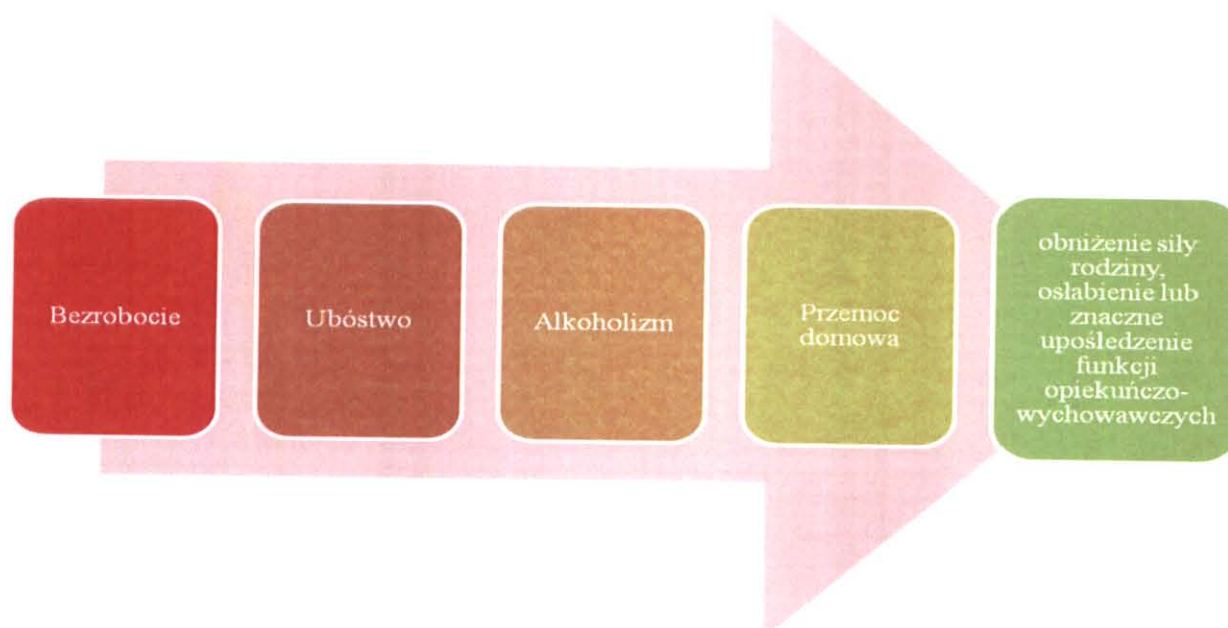 Bezrobocie
Ubóstwo
Alkoholizm
Przemoc
domowa
obniżenie siły
rodziny,
osłabienie lub
znaczne
upośledzenie
funkcji
opiekuńczo-
wychowawczych